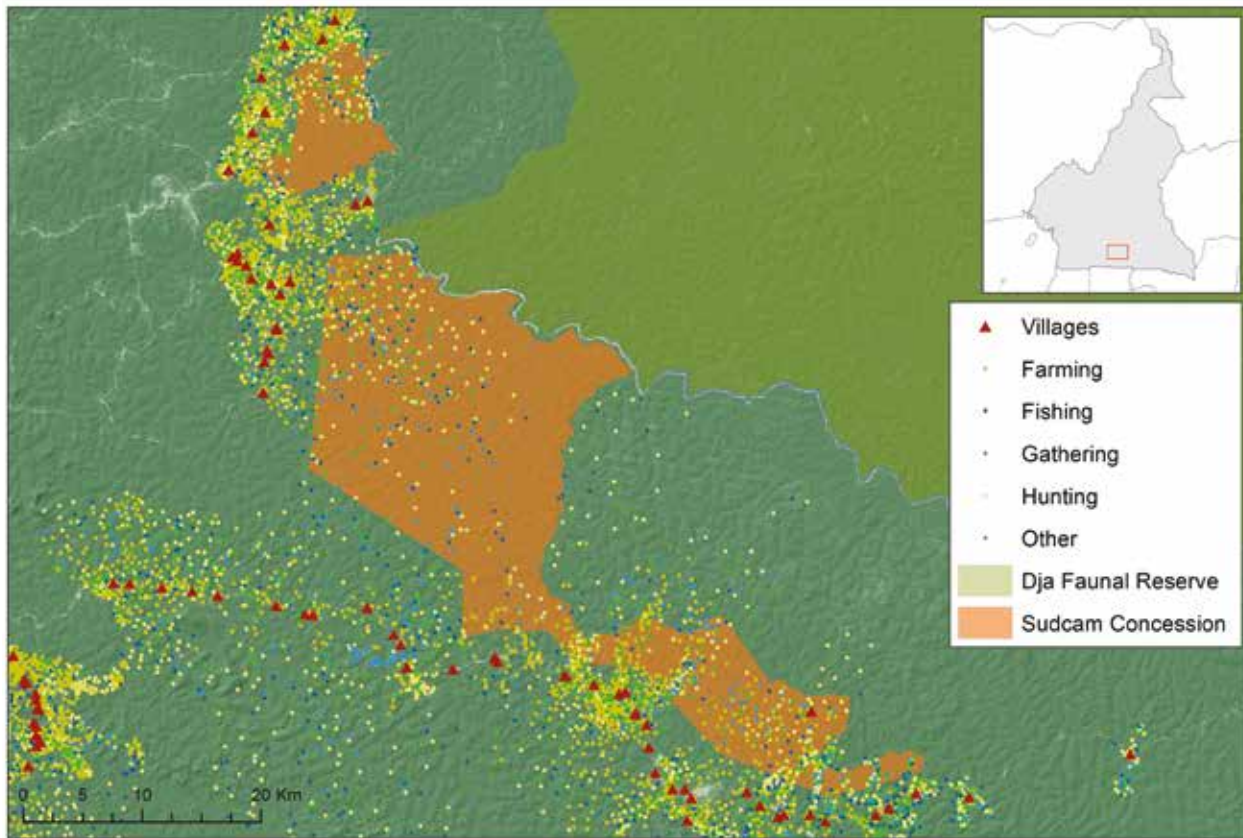 Villages
Farming
Fishing
Gathering
Hunting
Other
Dja Faunal Reserve
Sudcam Concession
0 5 10 20 Km